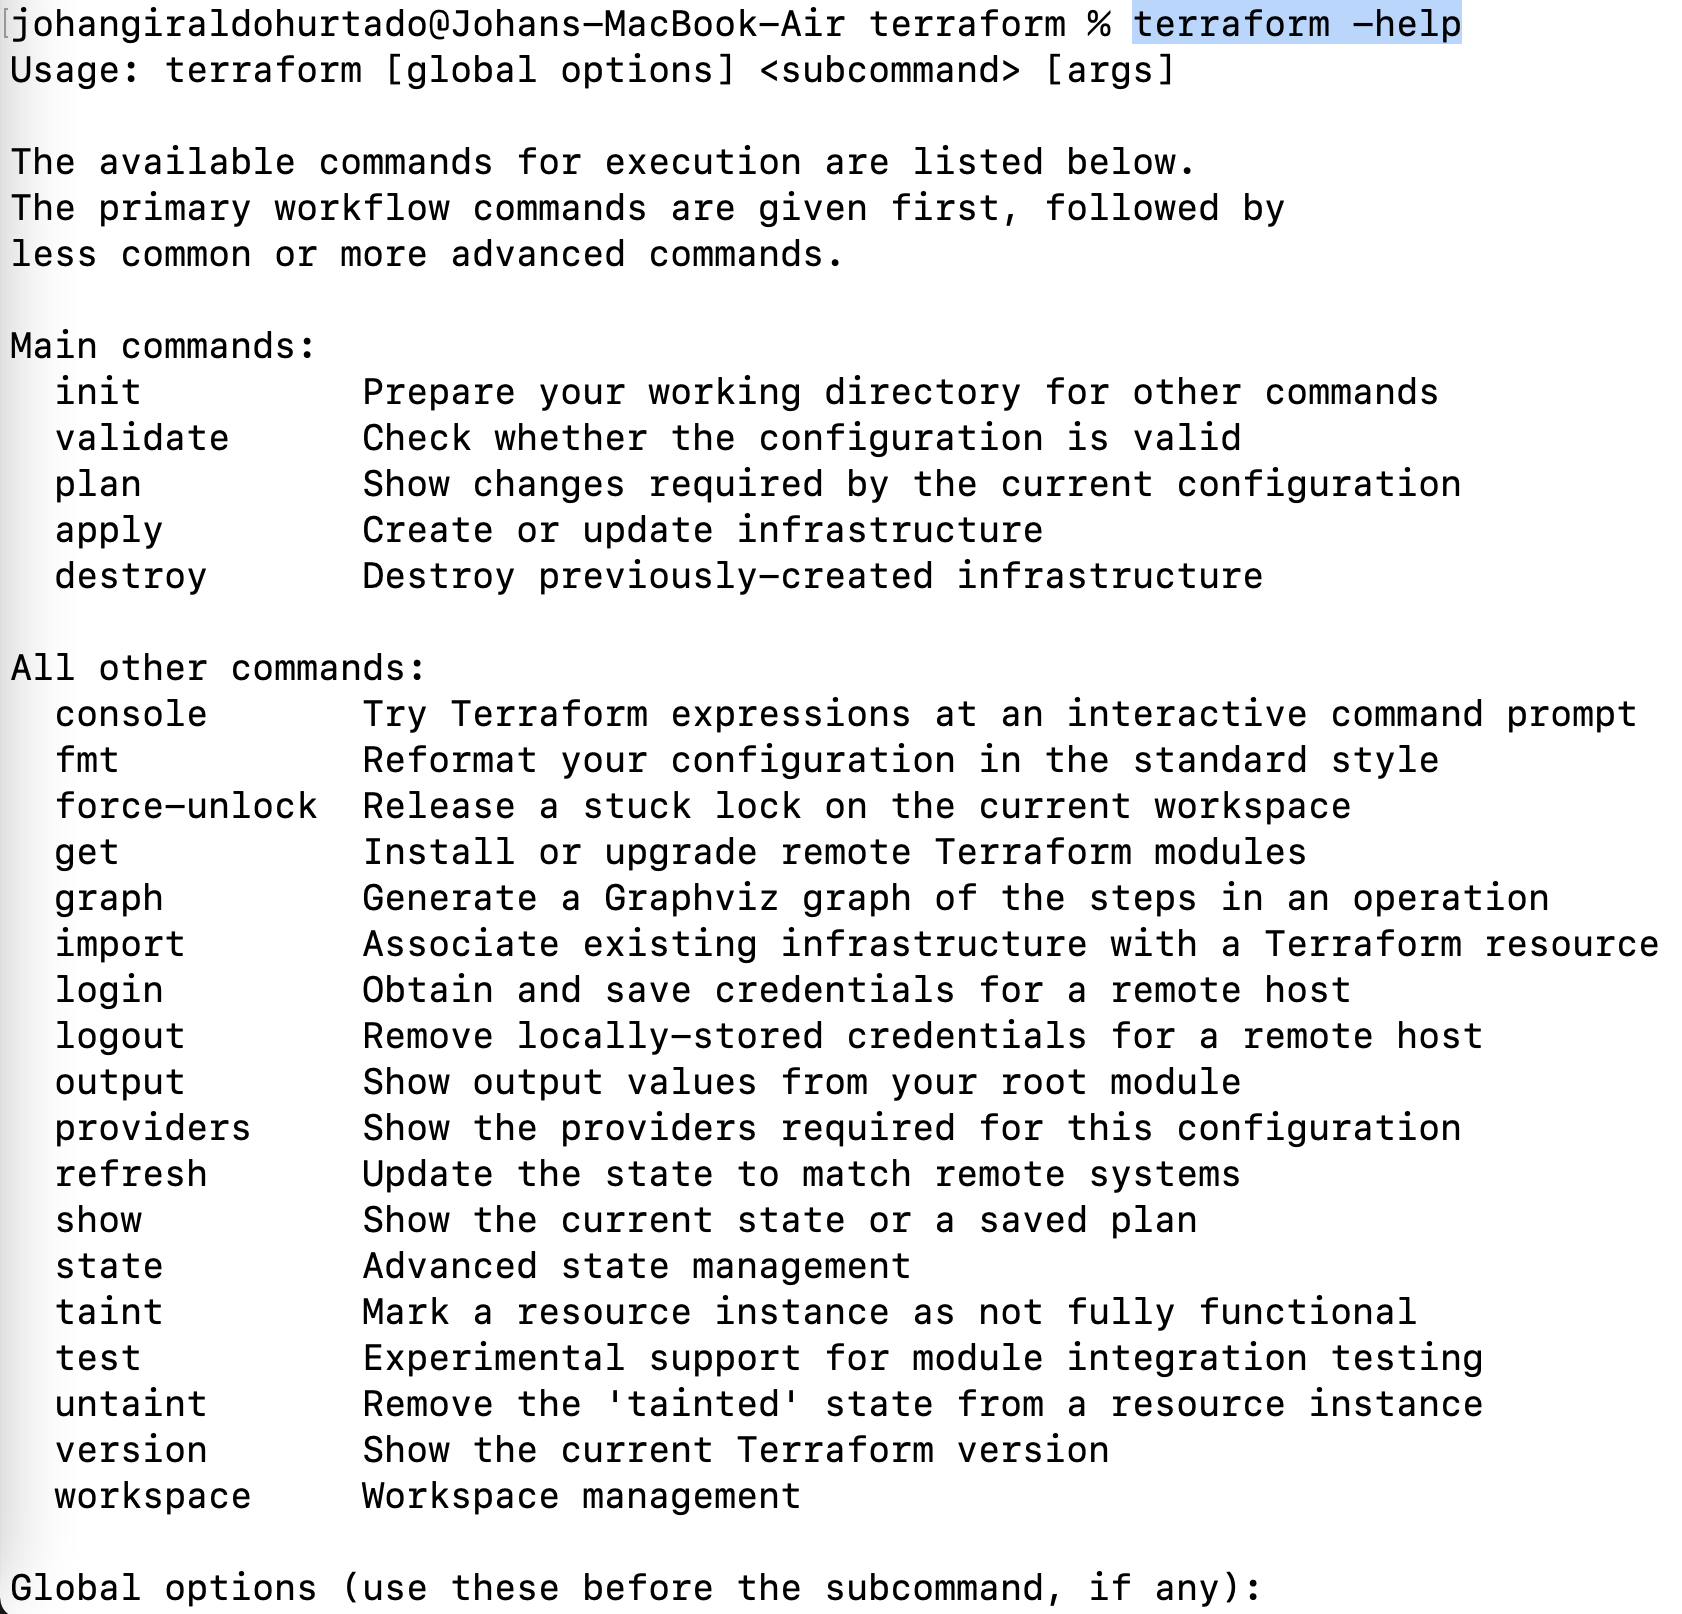 [johangiraldohurtado@Johans-MacBook-Air terraform % terraform -help
Usage: terraform [global options] <subcommand> [args]

The available commands for execution are listed below.
The primary workflow commands are given first, followed by
less common or more advanced commands.

Main commands:
  init          Prepare your working directory for other commands
  validate      Check whether the configuration is valid
  plan          Show changes required by the current configuration
  apply         Create or update infrastructure
  destroy       Destroy previously-created infrastructure

All other commands:
  console       Try Terraform expressions at an interactive command prompt
  fmt           Reformat your configuration in the standard style
  force-unlock  Release a stuck lock on the current workspace
  get           Install or upgrade remote Terraform modules
  graph         Generate a Graphviz graph of the steps in an operation
  import        Associate existing infrastructure with a Terraform resource
  login         Obtain and save credentials for a remote host
  logout        Remove locally-stored credentials for a remote host
  output        Show output values from your root module
  providers     Show the providers required for this configuration
  refresh       Update the state to match remote systems
  show          Show the current state or a saved plan
  state         Advanced state management
  taint         Mark a resource instance as not fully functional
  test          Experimental support for module integration testing
  untaint       Remove the 'tainted' state from a resource instance
  version       Show the current Terraform version
  workspace     Workspace management

Global options (use these before the subcommand, if any):